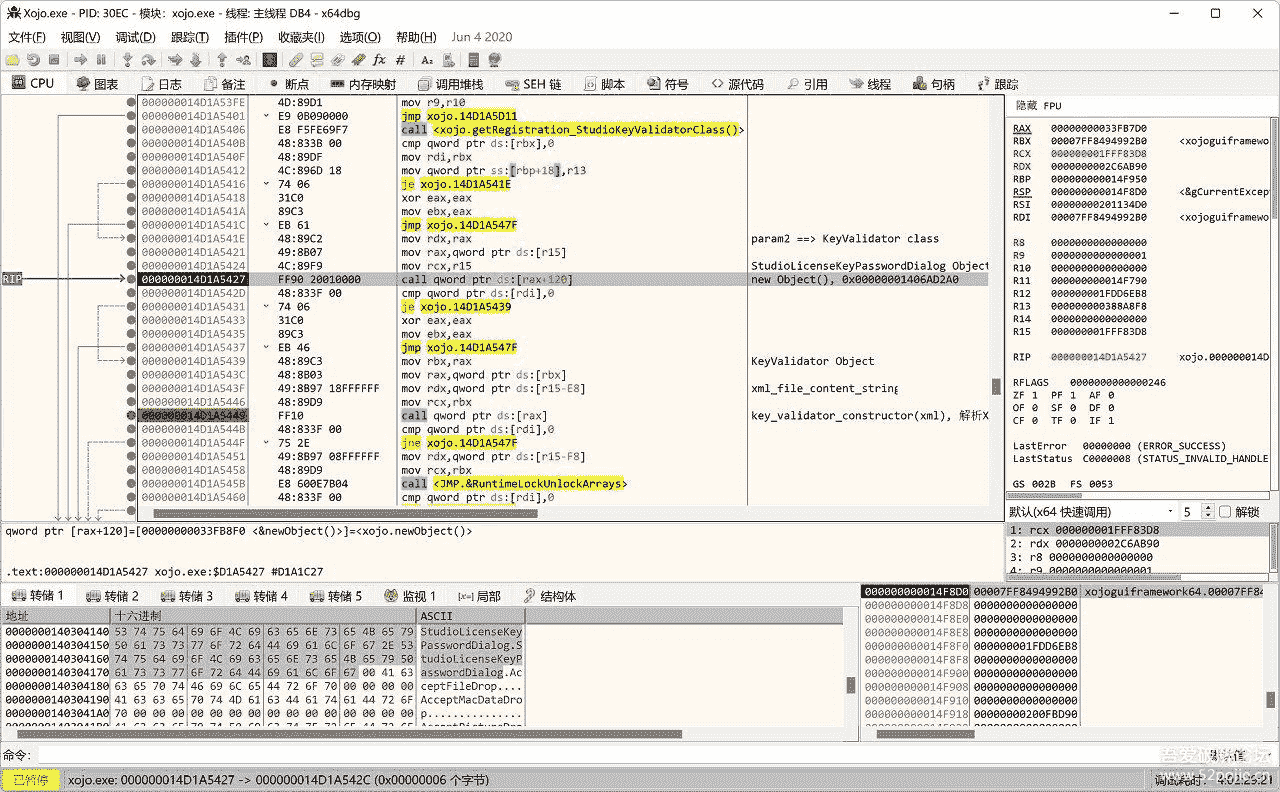 Xojo.exe - PID: 30EC - 模块: xojo.exe - 线程: 主线程 DB4 - x64dbg
文件(F) 视图(V) 调试(D) 跟踪(T) 插件(P) 收藏夹(I) 选项(O) 帮助(H) Jun 4 2020
CPU 图表 日志 备注 断点 内存映射 调用堆栈 SEH 链 脚本 符号 源代码 引用 线程 句柄 跟踪
000000014D1A53FE 4D:89D1 mov r9,r10
000000014D1A5401 E9 0B090000 jmp xojo.14D1A5D11
000000014D1A5406 E8 F5FE69F7 call <xojo.getRegistration_StudioKeyValidatorClass()>
000000014D1A540B 48:833B 00 cmp qword ptr ds:[rbx],0
000000014D1A540F 48:89DF mov rdi,rbx
000000014D1A5412 4C:896D 18 mov qword ptr ss:[rbp+18],r13
000000014D1A5416 74 06 je xojo.14D1A541E
000000014D1A5418 31C0 xor eax,eax
000000014D1A541A 89C3 mov ebx,eax
000000014D1A541C EB 61 jmp xojo.14D1A547F
000000014D1A541E 48:89C2 mov rdx,rax param2 ==> KeyValidator class
000000014D1A5421 49:8B07 mov rax,qword ptr ds:[r15]
000000014D1A5424 4C:89F9 mov rcx,r15 StudioLicenseKeyPasswordDialog Object
RIP 000000014D1A5427 FF90 20010000 call qword ptr ds:[rax+120] new Object(), 0x00000001406AD2A0
000000014D1A542D 48:833F 00 cmp qword ptr ds:[rdi],0
000000014D1A5431 74 06 je xojo.14D1A5439
000000014D1A5433 31C0 xor eax,eax
000000014D1A5435 89C3 mov ebx,eax
000000014D1A5437 EB 46 jmp xojo.14D1A547F
000000014D1A5439 48:89C3 mov rbx,rax KeyValidator Object
000000014D1A543C 48:8B03 mov rax,qword ptr ds:[rbx]
000000014D1A543F 49:8B97 18FFFFFF mov rdx,qword ptr ds:[r15-E8] xml_file_content_string
000000014D1A5446 48:89D9 mov rcx,rbx
000000014D1A5449 FF10 call qword ptr ds:[rax] key_validator_constructor(xml), 解析X
000000014D1A544B 48:833F 00 cmp qword ptr ds:[rdi],0
000000014D1A544F 75 2E jne xojo.14D1A547F
000000014D1A5451 49:8B97 08FFFFFF mov rdx,qword ptr ds:[r15-F8]
000000014D1A5458 48:89D9 mov rcx,rbx
000000014D1A545B E8 600E7B04 call <JMP.&RuntimeLockUnlockArrays>
000000014D1A5460 48:833F 00 cmp qword ptr ds:[rdi],0
隐藏 FPU
RAX 00000000033FB7D0
RBX 00007FF8494992B0 <xojoguiframewo
RCX 000000001FFF83D8
RDX 000000002C6AB90
RBP 000000000014F950
RSP 000000000014F8D0 <&gCurrentExcep
RSI 00000000201134D0
RDI 00007FF8494992B0 <xojoguiframewo
R8 0000000000000000
R9 0000000000000001
R10 0000000000000000
R11 000000000014F790
R12 000000001FDD6EB8
R13 00000000038BA8F8
R14 0000000000000000
R15 000000001FFF83D8
RIP 000000014D1A5427 xojo.000000014D
RFLAGS 0000000000000246
ZF 1 PF 1 AF 0
OF 0 SF 0 DF 0
CF 0 TF 0 IF 1
LastError 00000000 (ERROR_SUCCESS)
LastStatus C0000008 (STATUS_INVALID_HANDLE
GS 002B FS 0053
默认(x64 快速调用) 5 解锁
1: rcx 000000001FFF83D8
2: rdx 0000000002C6AB90
3: r8 0000000000000000
4: r9 0000000000000001
qword ptr [rax+120]=[00000000033FB8F0 <&newObject()>]=<xojo.newObject()>
.text:000000014D1A5427 xojo.exe:$D1A5427 #D1A1C27
转储 1 转储 2 转储 3 转储 4 转储 5 监视 1 [x=] 局部 结构体
地址 十六进制 ASCII
0000000140304140 53 74 75 64 69 6F 4C 69 63 65 6E 73 65 4B 65 79 StudioLicenseKey
0000000140304150 50 61 73 73 77 6F 72 64 44 69 61 6C 6F 67 2E 53 PasswordDialog.S
0000000140304160 74 75 64 69 6F 4C 69 63 65 6E 73 65 4B 65 79 50 tudioLicenseKeyP
0000000140304170 61 73 73 77 6F 72 64 44 69 61 6C 6F 67 00 41 63 asswordDialog.Ac
0000000140304180 63 65 70 74 46 69 6C 65 44 72 6F 70 00 00 00 00 ceptFileDrop....
0000000140304190 41 63 63 65 70 74 4D 61 63 44 61 74 61 44 72 6F AcceptMacDataDro
00000001403041A0 70 00 00 00 00 00 00 00 00 00 00 00 00 00 00 00 p...............
000000000014F8D0 00007FF8494992B0 xojoguiframework64.00007FF84
000000000014F8D8 0000000000000000
000000000014F8E0 0000000000000000
000000000014F8E8 0000000000000000
000000000014F8F0 000000001FDD6EB8
000000000014F8F8 0000000000000000
000000000014F900 0000000000000000
000000000014F908 0000000000000000
000000000014F910 0000000000000000
000000000014F918 00000000200FBD90
命令: 默认值
已暂停 xojo.exe: 000000014D1A5427 -> 000000014D1A542C (0x00000006 个字节) 调试耗时: 4:02:25:21
吾爱破解论坛
www.52pojie.cn